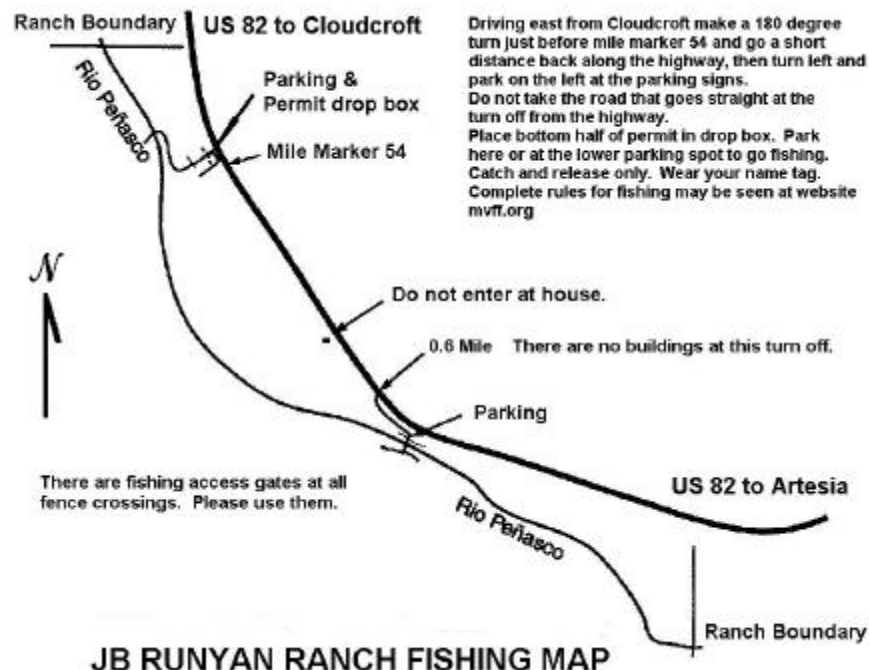 Ranch Boundary
US 82 to Cloudcroft
Driving east from Cloudcroft make a 180 degree
turn just before mile marker 54 and go a short
distance back along the highway, then turn left and
park on the left at the parking signs.
Do not take the road that goes straight at the
turn off from the highway.
Place bottom half of permit in drop box. Park
here or at the lower parking spot to go fishing.
Catch and release only. Wear your name tag.
Complete rules for fishing may be seen at website
mvff.org
Rio Peñasco
Parking &
Permit drop box
Mile Marker 54
N
Do not enter at house.
0.6 Mile There are no buildings at this turn off.
Parking
There are fishing access gates at all
fence crossings. Please use them.
US 82 to Artesia
Rio Peñasco
Ranch Boundary
JB RUNYAN RANCH FISHING MAP